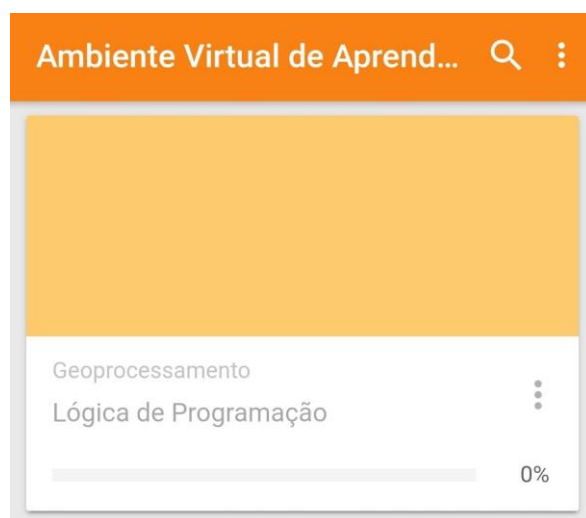 Ambiente Virtual de Aprend...
Geoprocessamento
Lógica de Programação
0%